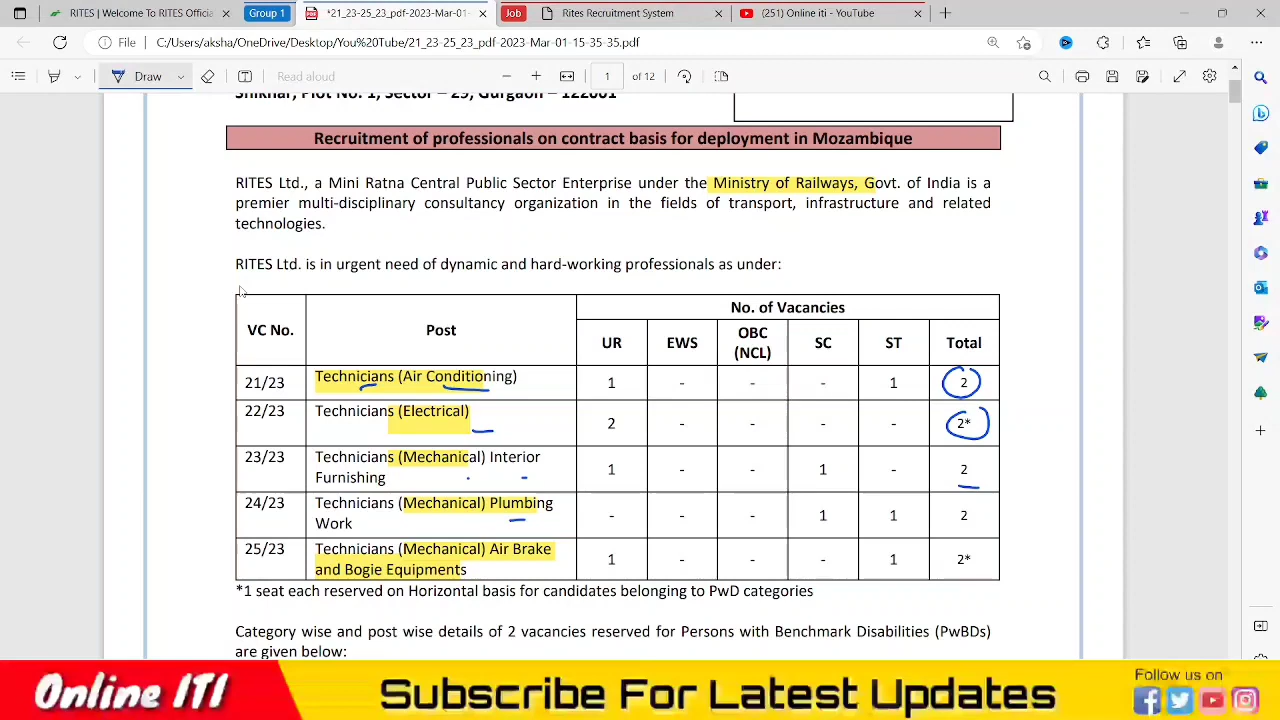 RITES | Welcome To RITES Officia
Group 1
*21_23-25_23_pdf-2023-Mar-01-
Job
Rites Recruitment System
(251) Online iti - YouTube
File
C:/Users/aksha/OneDrive/Desktop/You%20Tube/21_23-25_23_pdf-2023-Mar-01-15-35-35.pdf
Draw
Read aloud
1
of 12
Shikhar, Plot No. 1, Sector – 29, Gurgaon – 122001
Recruitment of professionals on contract basis for deployment in Mozambique
RITES Ltd., a Mini Ratna Central Public Sector Enterprise under the Ministry of Railways, Govt. of India is a
premier multi-disciplinary consultancy organization in the fields of transport, infrastructure and related
technologies.
RITES Ltd. is in urgent need of dynamic and hard-working professionals as under:
VC No. Post No. of Vacancies
UR EWS OBC (NCL) SC ST Total
21/23 Technicians (Air Conditioning) 1 - - - 1 2
22/23 Technicians (Electrical) 2 - - - - 2*
23/23 Technicians (Mechanical) Interior
Furnishing 1 - - 1 - 2
24/23 Technicians (Mechanical) Plumbing
Work - - - 1 1 2
25/23 Technicians (Mechanical) Air Brake
and Bogie Equipments 1 - - - 1 2*
*1 seat each reserved on Horizontal basis for candidates belonging to PwD categories
Category wise and post wise details of 2 vacancies reserved for Persons with Benchmark Disabilities (PwBDs)
are given below:
Online ITI
Subscribe For Latest Updates
Follow us on